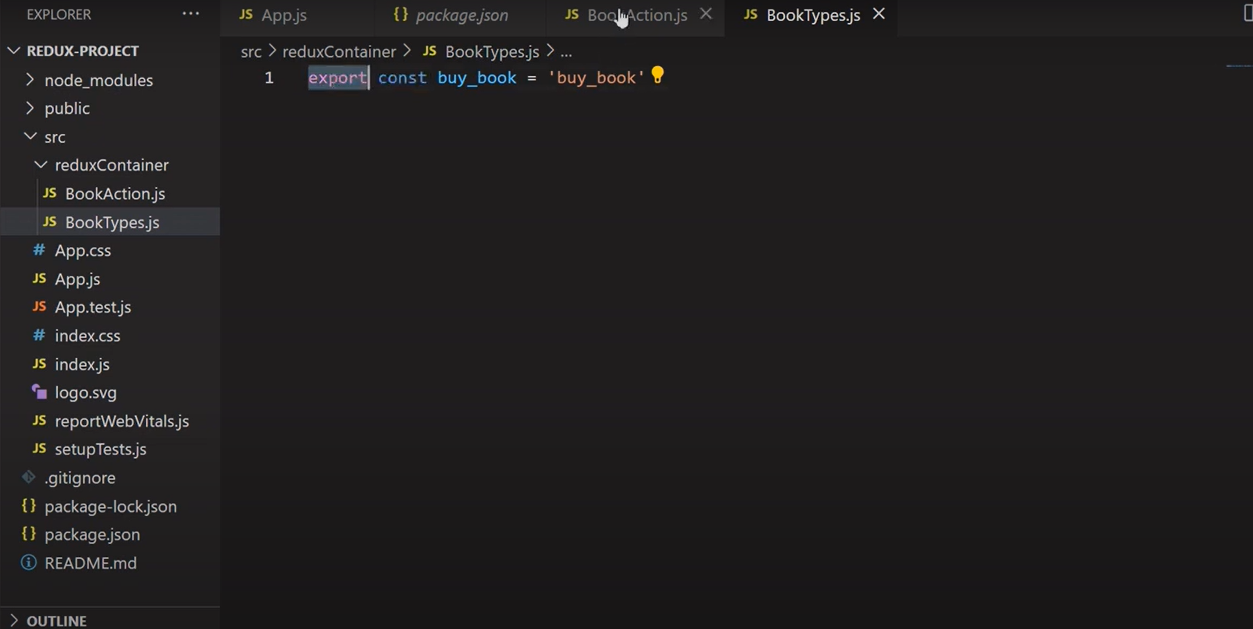 EXPLORER ...
JS App.js {} package.json JS BookAction.js JS BookTypes.js
REDUX-PROJECT
src > reduxContainer > JS BookTypes.js > ...
1 export const buy_book = 'buy_book'
node_modules
public
src
reduxContainer
JS BookAction.js
JS BookTypes.js
# App.css
JS App.js
JS App.test.js
# index.css
JS index.js
logo.svg
JS reportWebVitals.js
JS setupTests.js
.gitignore
{} package-lock.json
{} package.json
README.md
OUTLINE